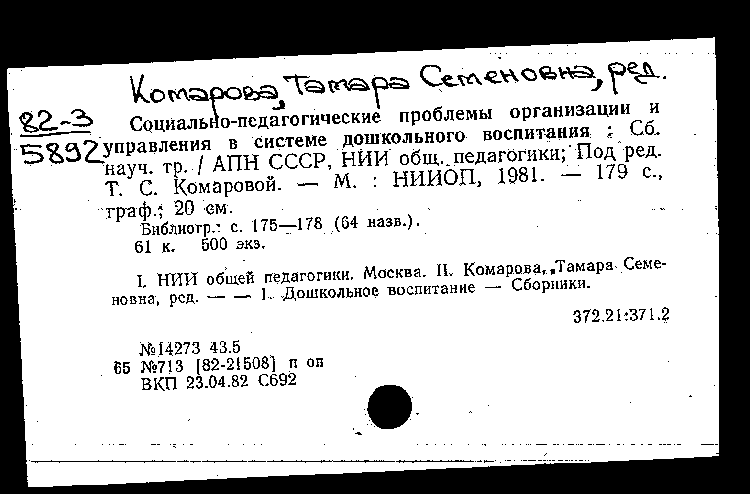 Комарова, Тамара Семеновна, ред.
82-3
5892
Социально-педагогические проблемы организации и
управления в системе дошкольного воспитания : Сб.
науч. тр. / АПН СССР, НИИ общ. педагогики; Под ред.
Т. С. Комаровой. — М. : НИИОП, 1981. — 179 с.,
граф.; 20 см.
Библиогр.: с. 175—178 (64 назв.).
61 к. 500 экз.
I. НИИ общей педагогики. Москва. II. Комарова, Тамара Семе-
новна, ред. — — 1. Дошкольное воспитание — Сборники.
372.21:371.2
№14273 43.5
65 №713 [82-21508] п оп
ВКП 23.04.82 С692